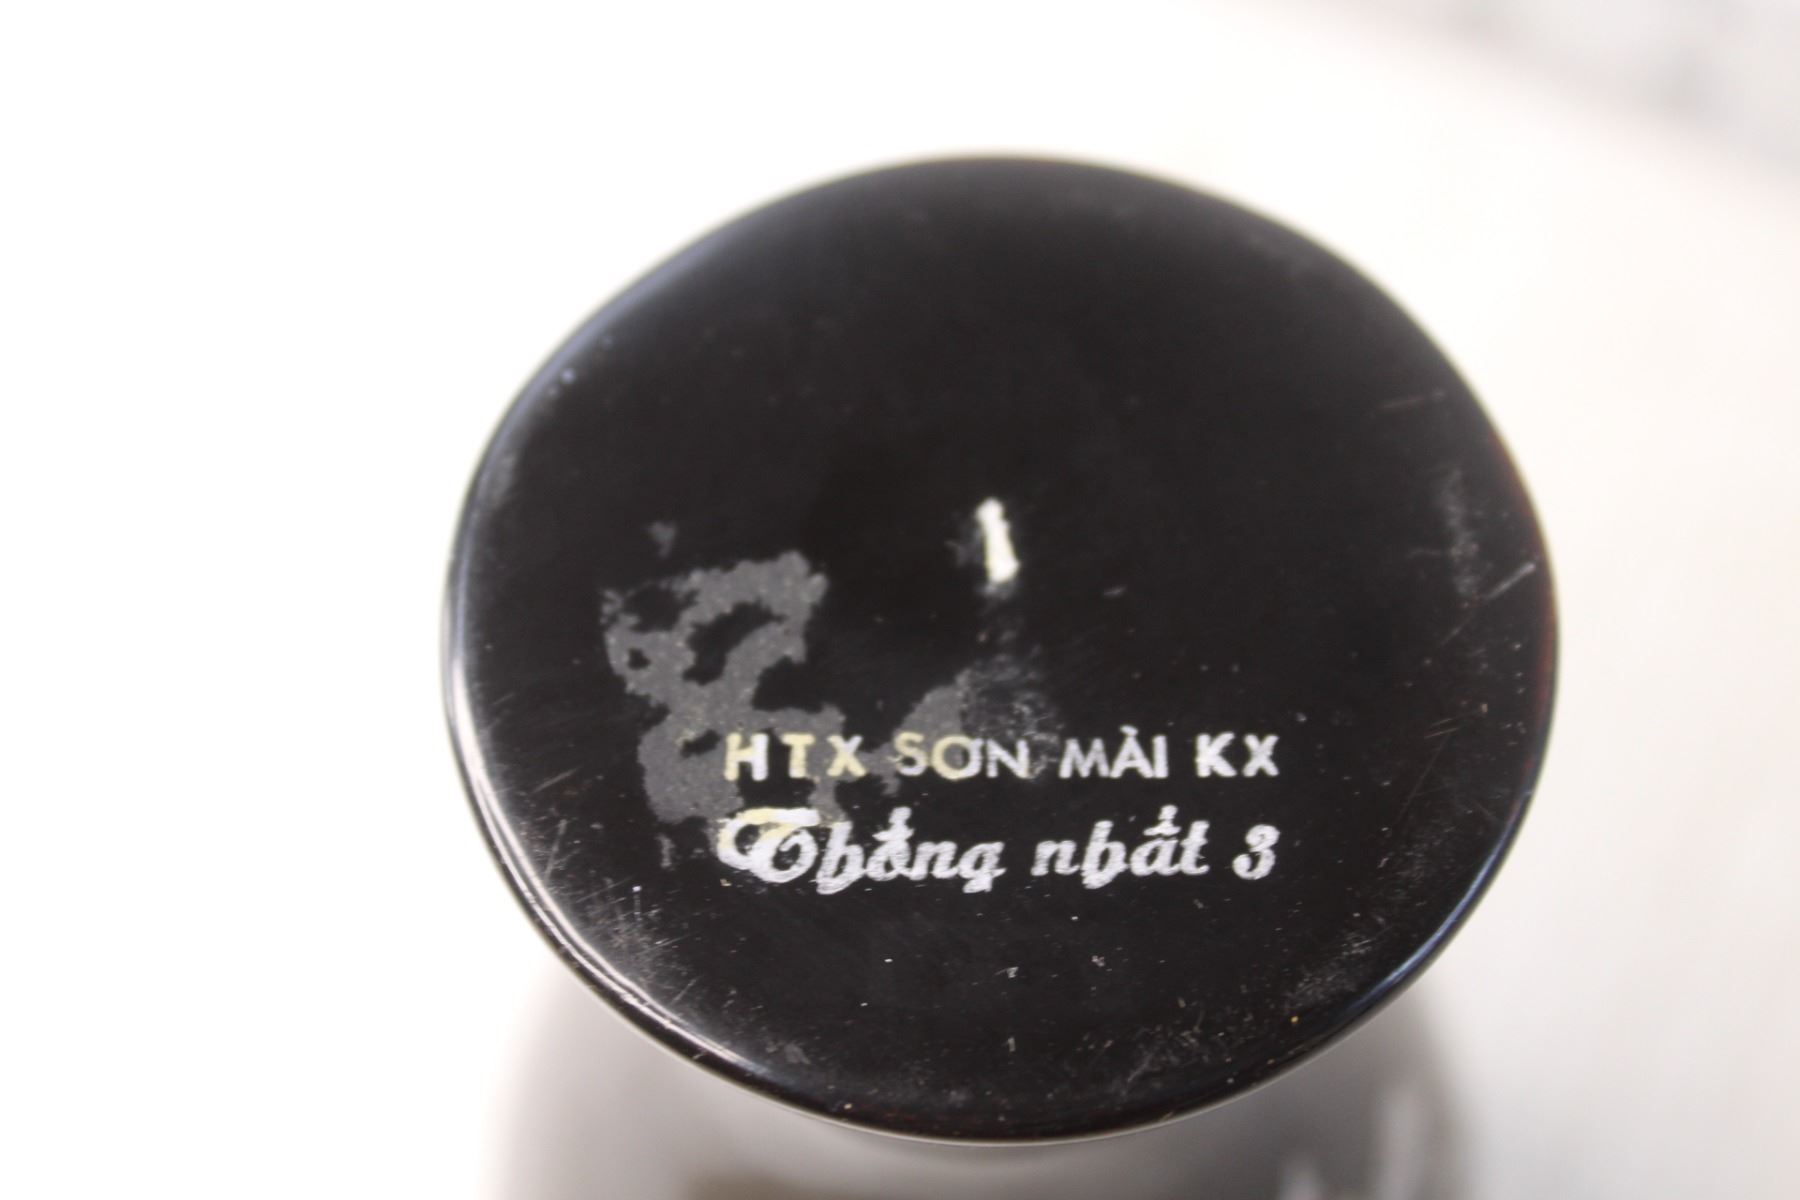 HTX SƠN MÀI KX
Thống nhất 3